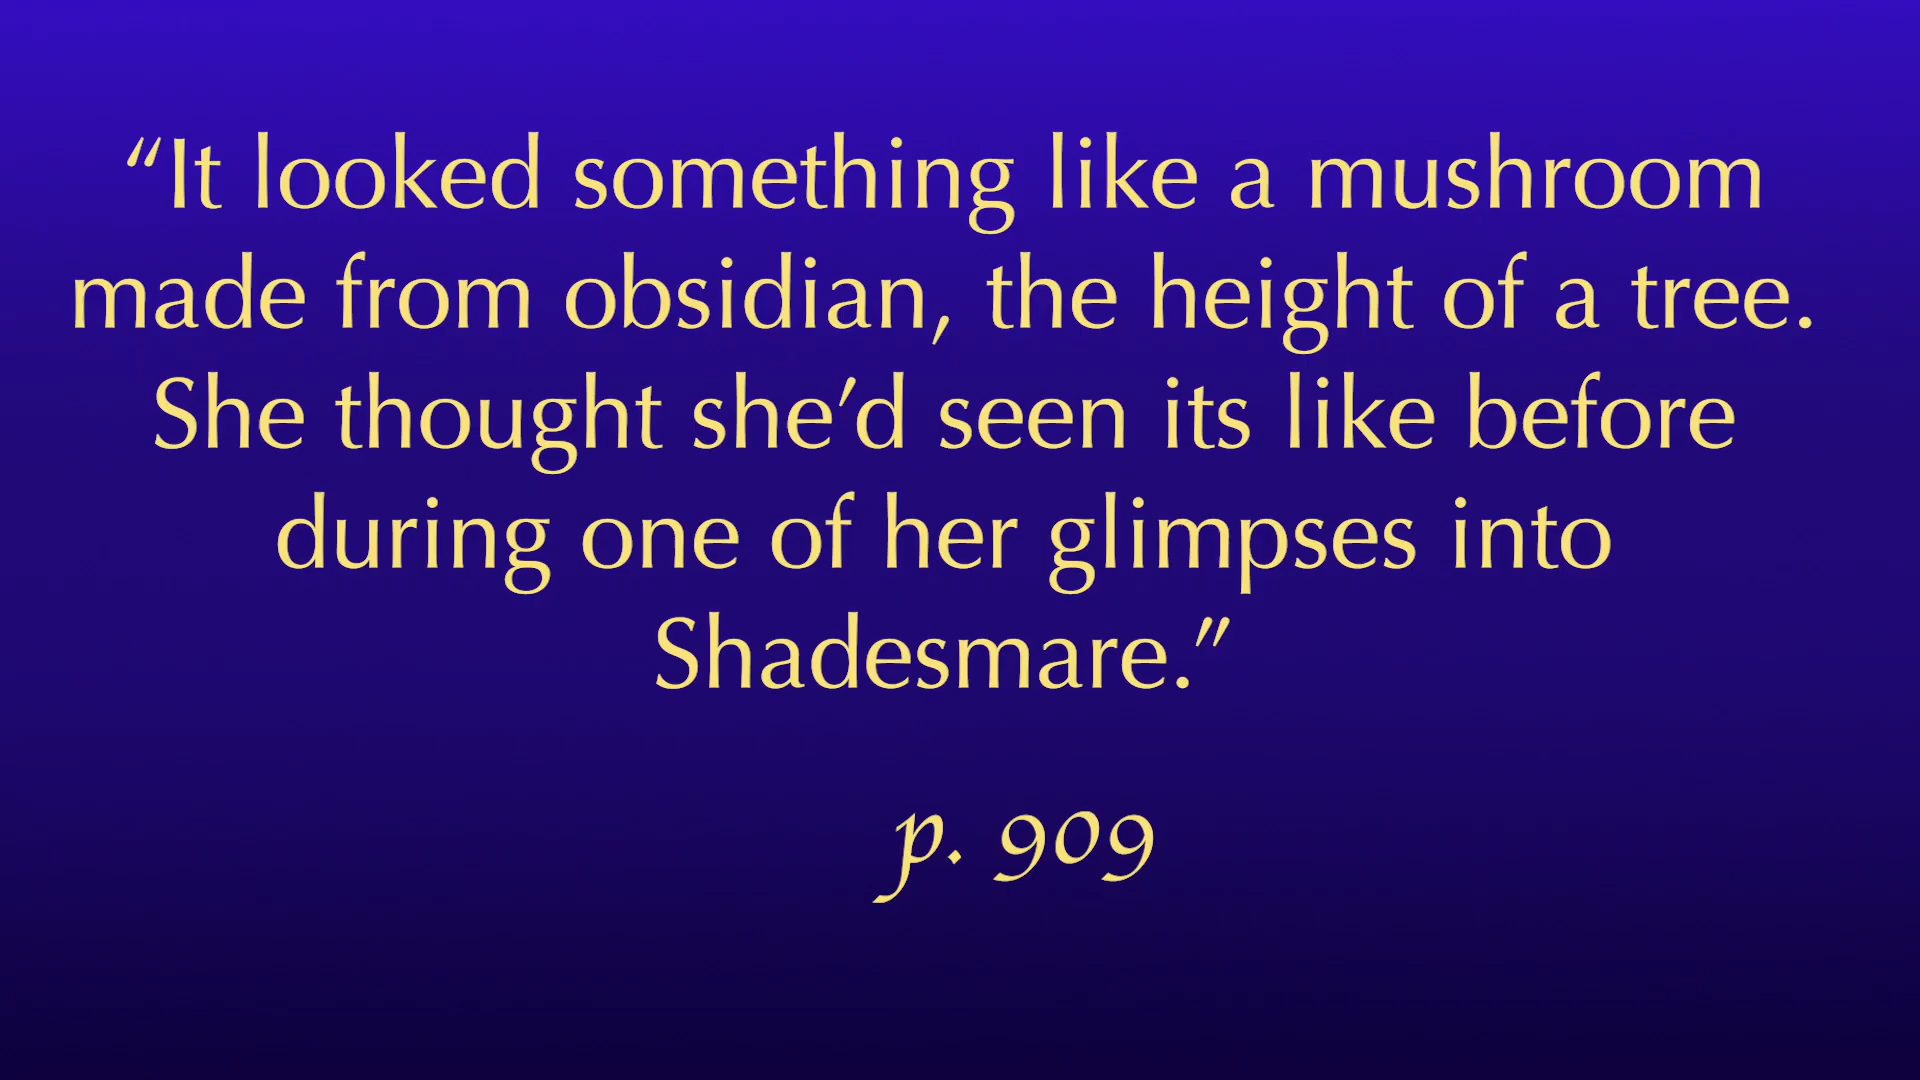 “It looked something like a mushroom
made from obsidian, the height of a tree.
She thought she’d seen its like before
during one of her glimpses into
Shadesmare.”
p. 909